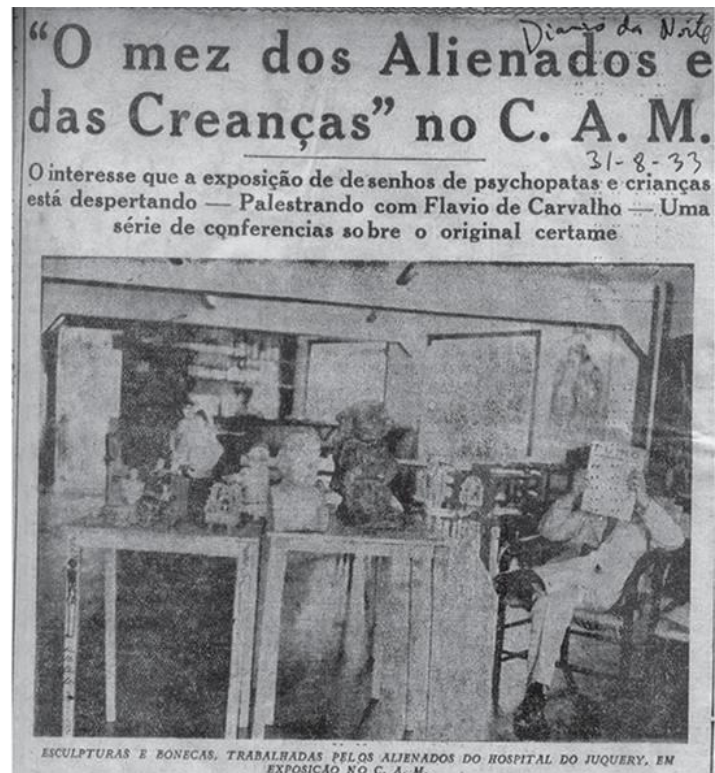 Diario da Noite
"O mez dos Alienados e
das Creanças" no C. A. M.
31-8-33
O interesse que a exposição de desenhos de psychopatas e crianças
está despertando — Palestrando com Flavio de Carvalho — Uma
série de conferencias sobre o original certame
ESCULPTURAS E BONECAS, TRABALHADAS PELOS ALIENADOS DO HOSPITAL DO JUQUERY, EM
EXPOSIÇÃO NO C. A. M.